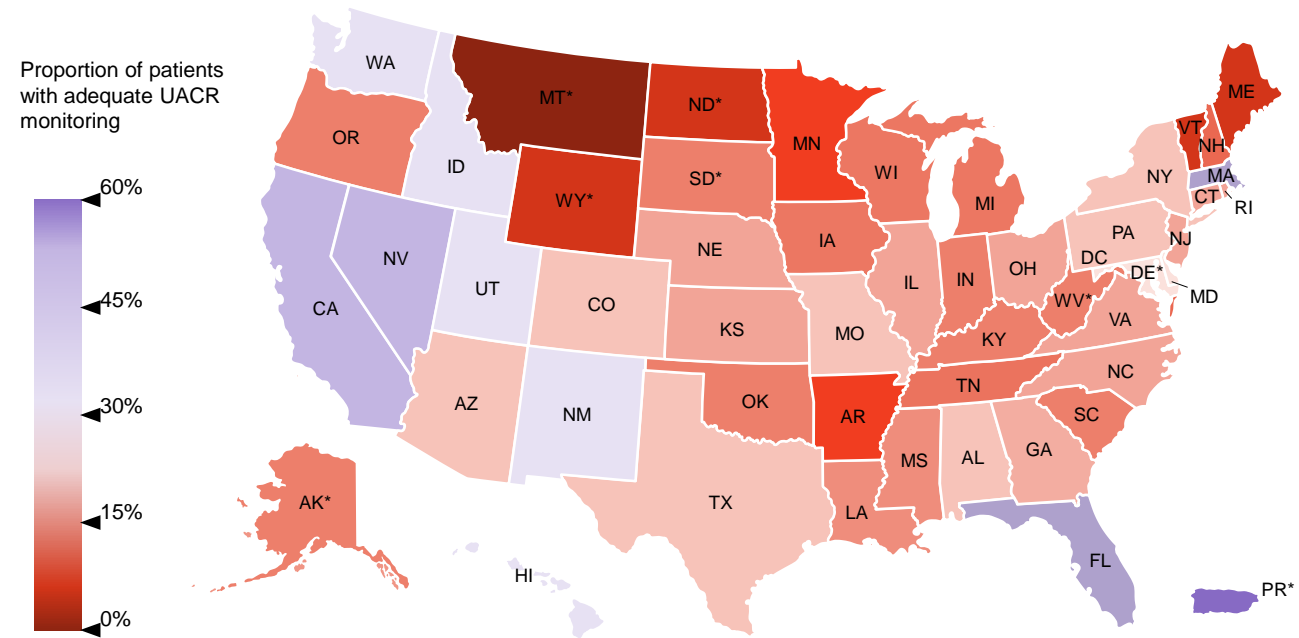 Proportion of patients
with adequate UACR
monitoring
60%
45%
30%
15%
0%
WA
OR
ID
MT*
ND*
MN
SD*
WY*
WI
MI
ME
VT
NH
NY
MA
CT
RI
NV
CA
UT
CO
NE
IA
IL
IN
OH
PA
NJ
DC
DE*
MD
WV*
VA
KS
MO
KY
NC
TN
AZ
NM
OK
AR
SC
MS
AL
GA
TX
LA
FL
AK*
HI
PR*